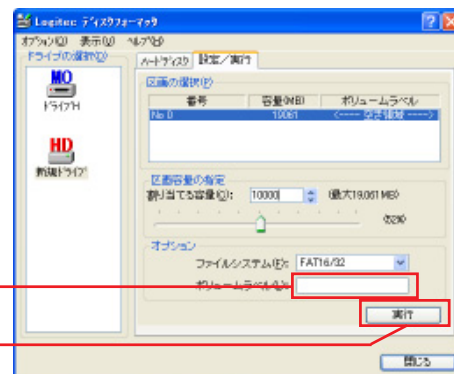 Logitec ディスクフォーマッタ
オプション(O) 表示(V) ヘルプ(H)
ドライブの選択(D)
MO
ドライブH
HD
新規ドライブ
ハードディスク 設定/実行
区画の選択(P)
番号 容量(MB) ボリュームラベル
No 0 19061 <---- 空き領域 ---->
区画容量の指定
割り当てる容量(C): 10000 (最大19,061 MB)
(52%)
オプション
ファイルシステム(F): FAT16/32
ボリュームラベル(L):
実行
閉じる